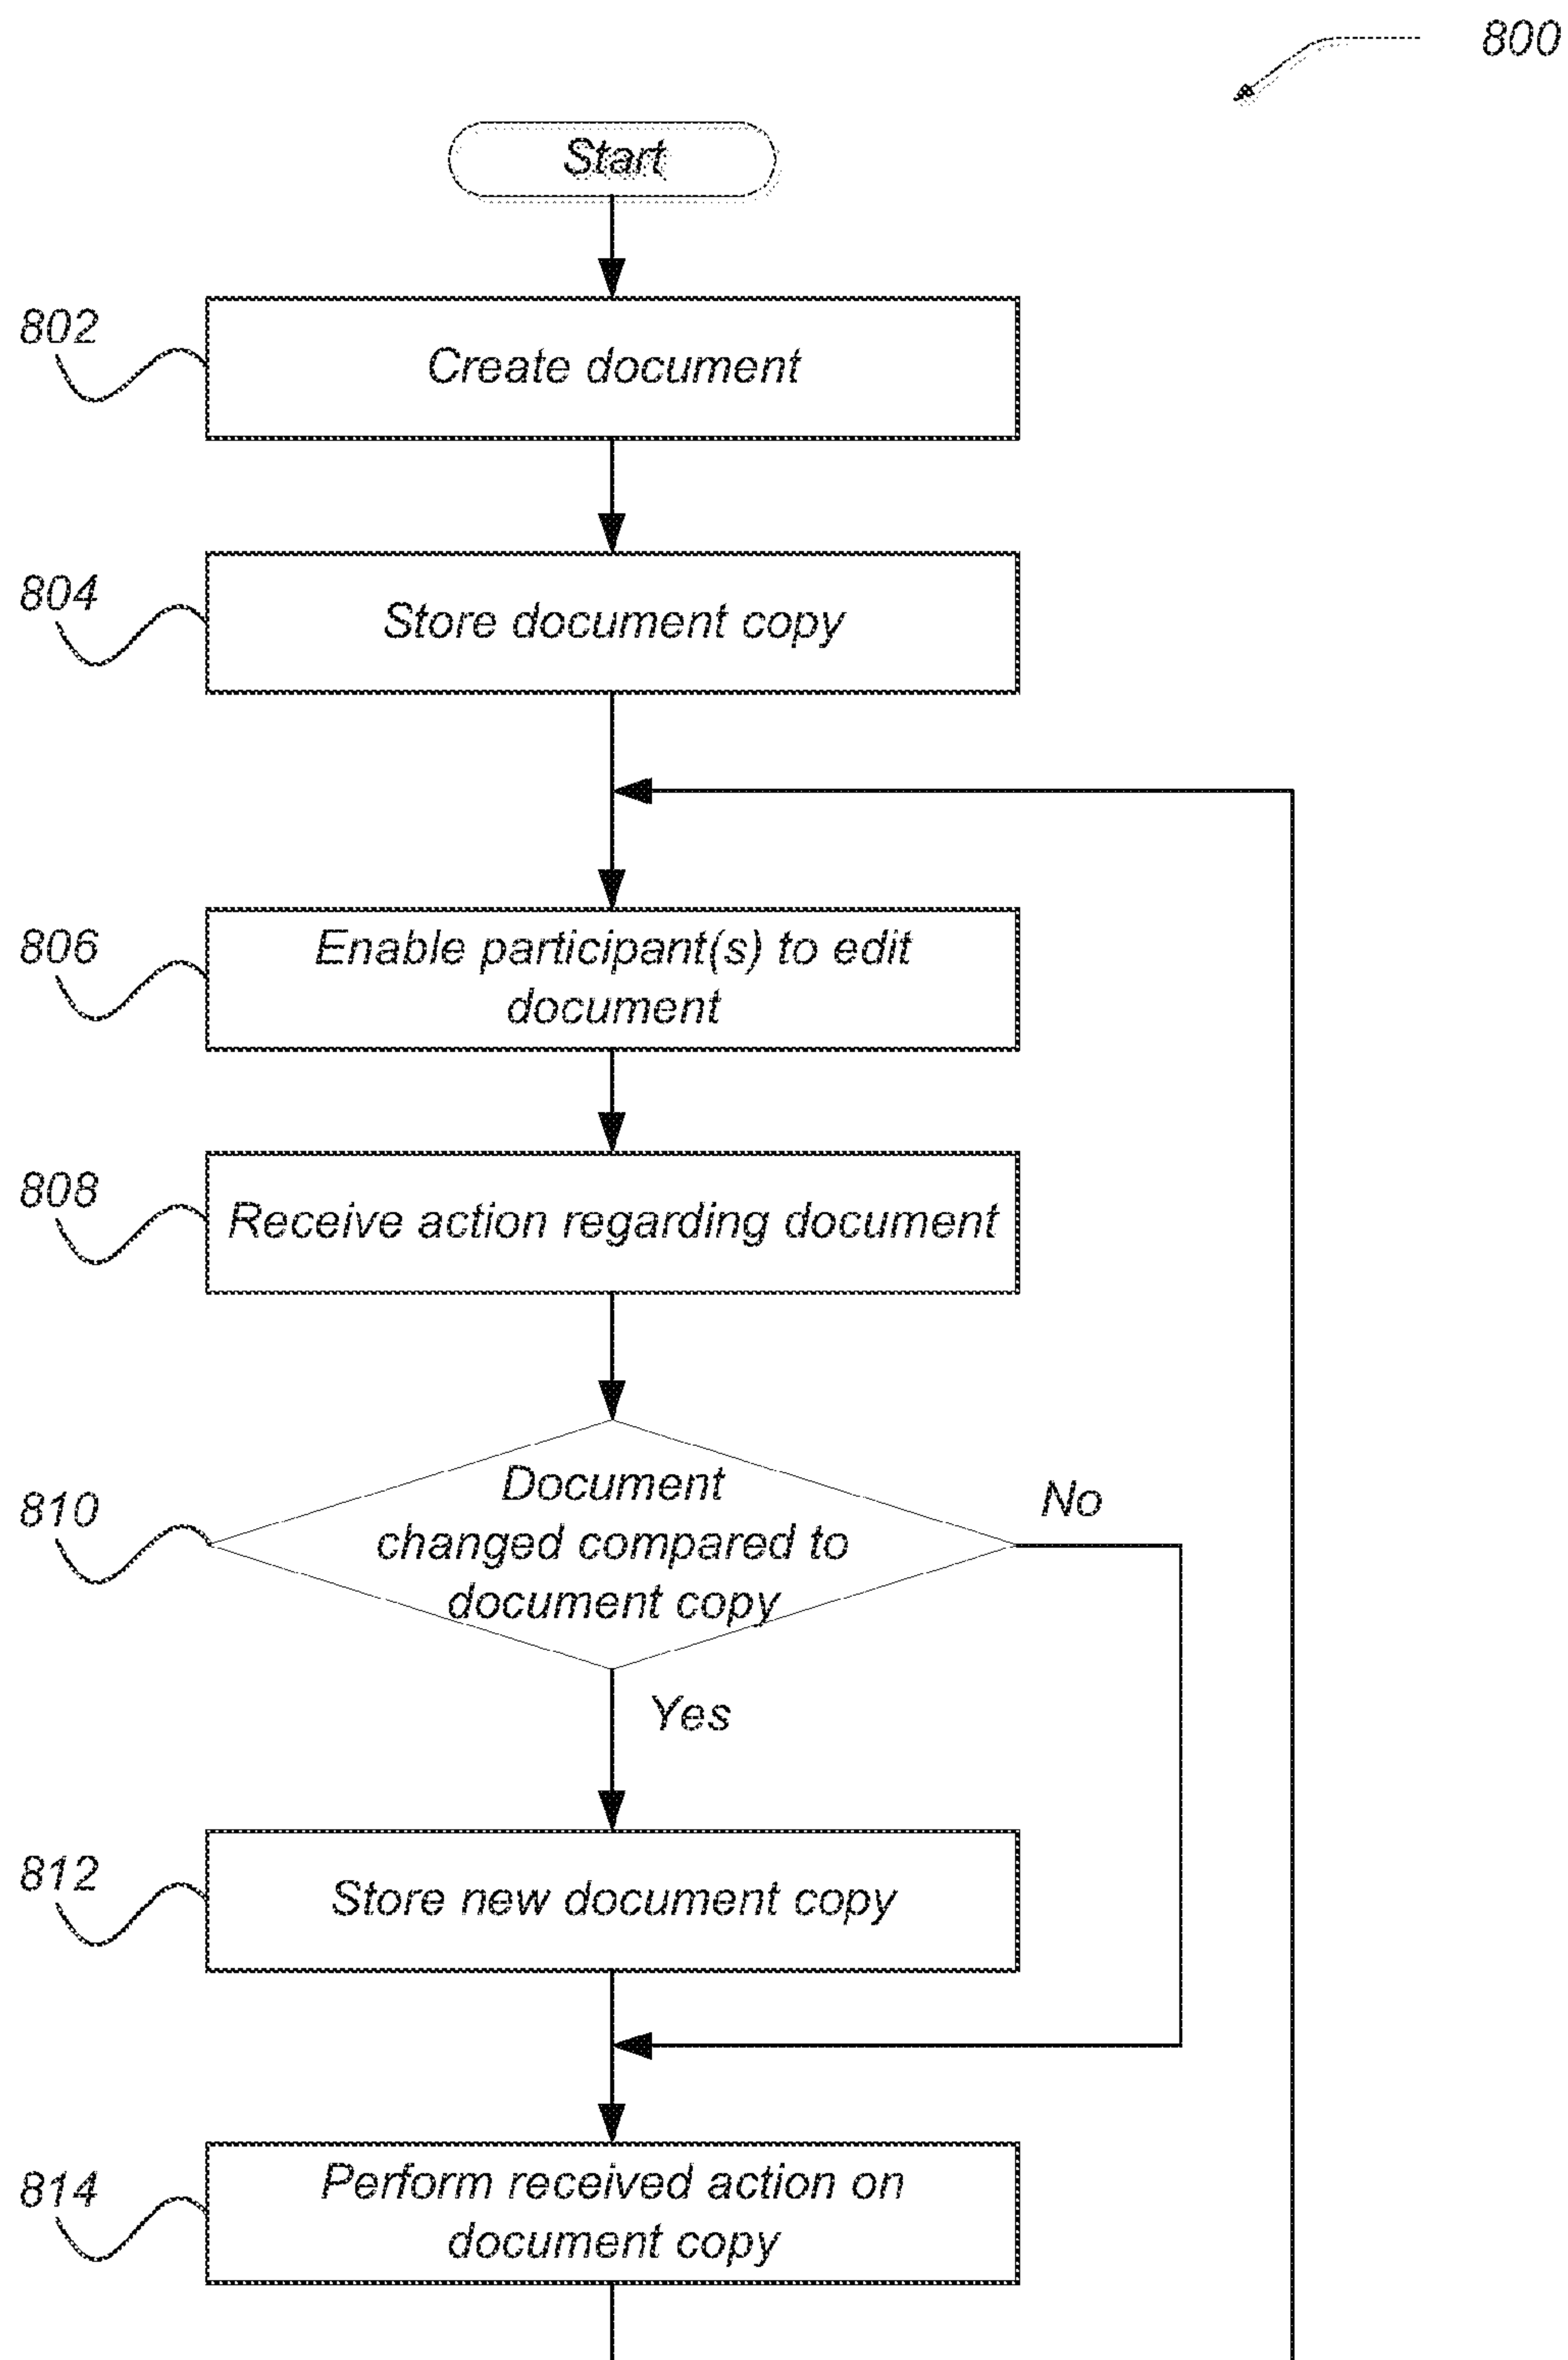 800
Start
802
Create document
804
Store document copy
806
Enable participant(s) to edit
document
808
Receive action regarding document
810
Document
changed compared to
document copy
No
Yes
812
Store new document copy
814
Perform received action on
document copy